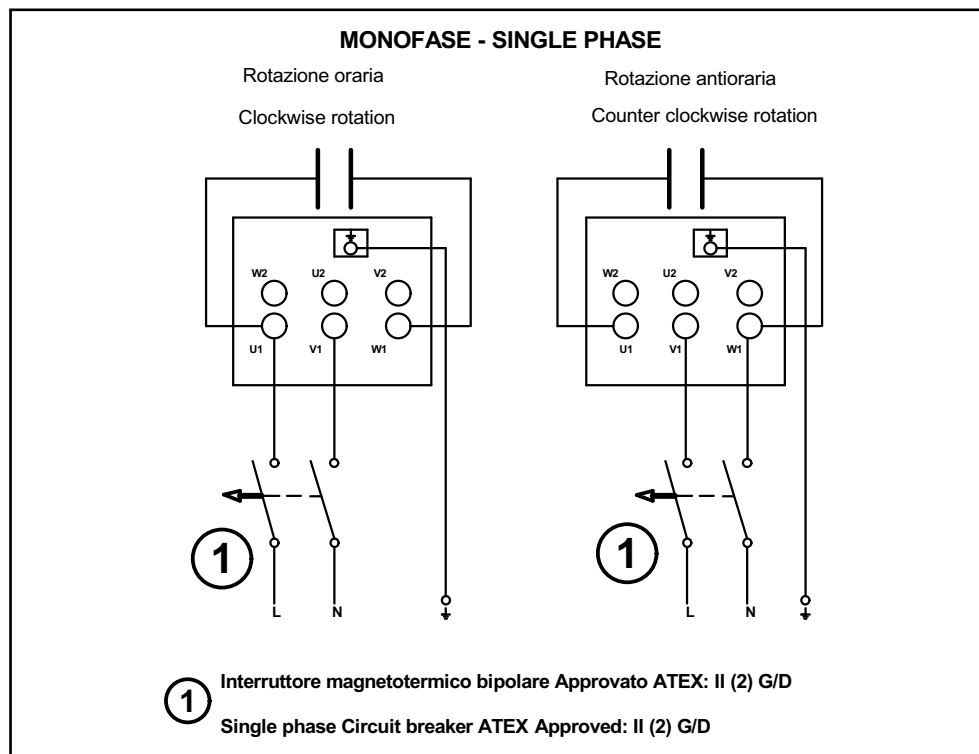 MONOFASE - SINGLE PHASE
Rotazione oraria
Clockwise rotation
W2 U2 V2
U1 V1 W1
1
L N
Rotazione antioraria
Counter clockwise rotation
W2 U2 V2
U1 V1 W1
1
L N
1 Interruttore magnetotermico bipolare Approvato ATEX: II (2) G/D
Single phase Circuit breaker ATEX Approved: II (2) G/D